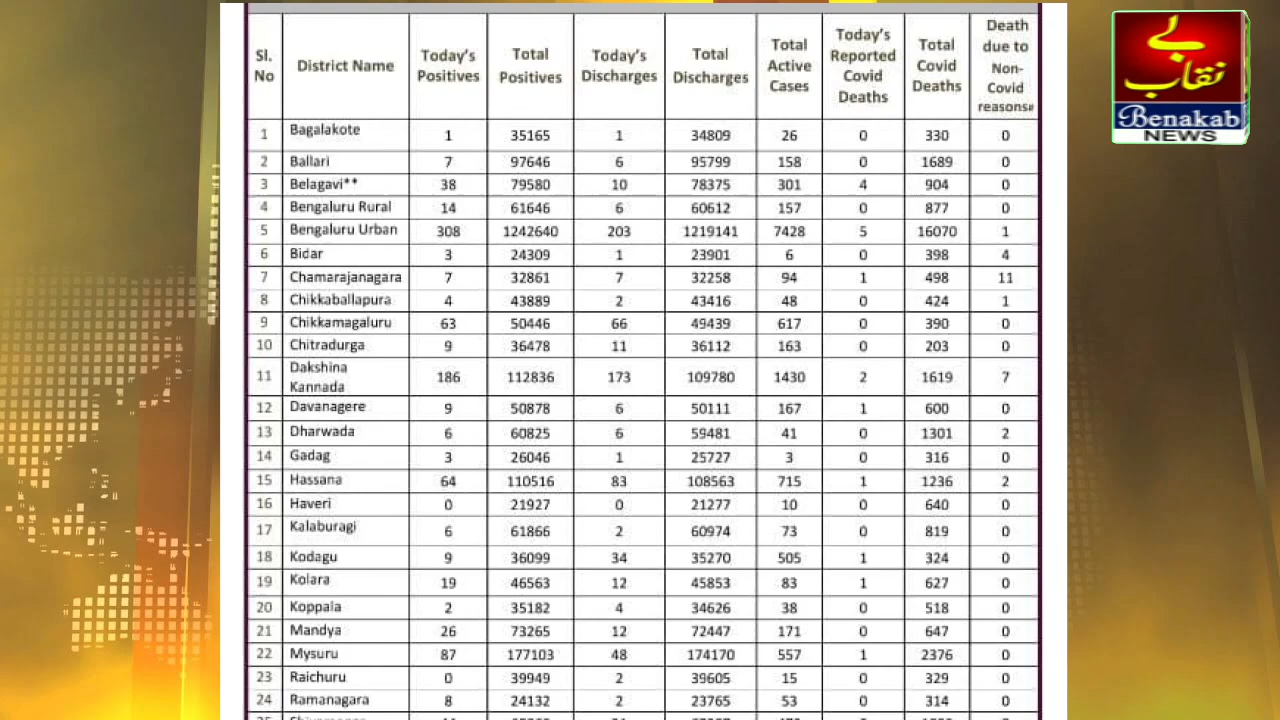 Sl. No | District Name | Today's Positives | Total Positives | Today's Discharges | Total Discharges | Total Active Cases | Today's Reported Covid Deaths | Total Covid Deaths | Death due to Non-Covid reasons#
1 | Bagalakote | 1 | 35165 | 1 | 34809 | 26 | 0 | 330 | 0
2 | Ballari | 7 | 97646 | 6 | 95799 | 158 | 0 | 1689 | 0
3 | Belagavi** | 38 | 79580 | 10 | 78375 | 301 | 4 | 904 | 0
4 | Bengaluru Rural | 14 | 61646 | 6 | 60612 | 157 | 0 | 877 | 0
5 | Bengaluru Urban | 308 | 1242640 | 203 | 1219141 | 7428 | 5 | 16070 | 1
6 | Bidar | 3 | 24309 | 1 | 23901 | 6 | 0 | 398 | 4
7 | Chamarajanagara | 7 | 32861 | 7 | 32258 | 94 | 1 | 498 | 11
8 | Chikkaballapura | 4 | 43889 | 2 | 43416 | 48 | 0 | 424 | 1
9 | Chikkamagaluru | 63 | 50446 | 66 | 49439 | 617 | 0 | 390 | 0
10 | Chitradurga | 9 | 36478 | 11 | 36112 | 163 | 0 | 203 | 0
11 | Dakshina Kannada | 186 | 112836 | 173 | 109780 | 1430 | 2 | 1619 | 7
12 | Davanagere | 9 | 50878 | 6 | 50111 | 167 | 1 | 600 | 0
13 | Dharwada | 6 | 60825 | 6 | 59481 | 41 | 0 | 1301 | 2
14 | Gadag | 3 | 26046 | 1 | 25727 | 3 | 0 | 316 | 0
15 | Hassana | 64 | 110516 | 83 | 108563 | 715 | 1 | 1236 | 2
16 | Haveri | 0 | 21927 | 0 | 21277 | 10 | 0 | 640 | 0
17 | Kalaburagi | 6 | 61866 | 2 | 60974 | 73 | 0 | 819 | 0
18 | Kodagu | 9 | 36099 | 34 | 35270 | 505 | 1 | 324 | 0
19 | Kolara | 19 | 46563 | 12 | 45853 | 83 | 1 | 627 | 0
20 | Koppala | 2 | 35182 | 4 | 34626 | 38 | 0 | 518 | 0
21 | Mandya | 26 | 73265 | 12 | 72447 | 171 | 0 | 647 | 0
22 | Mysuru | 87 | 177103 | 48 | 174170 | 557 | 1 | 2376 | 0
23 | Raichuru | 0 | 39949 | 2 | 39605 | 15 | 0 | 329 | 0
24 | Ramanagara | 8 | 24132 | 2 | 23765 | 53 | 0 | 314 | 0
بے
نقاب
Benakab
NEWS